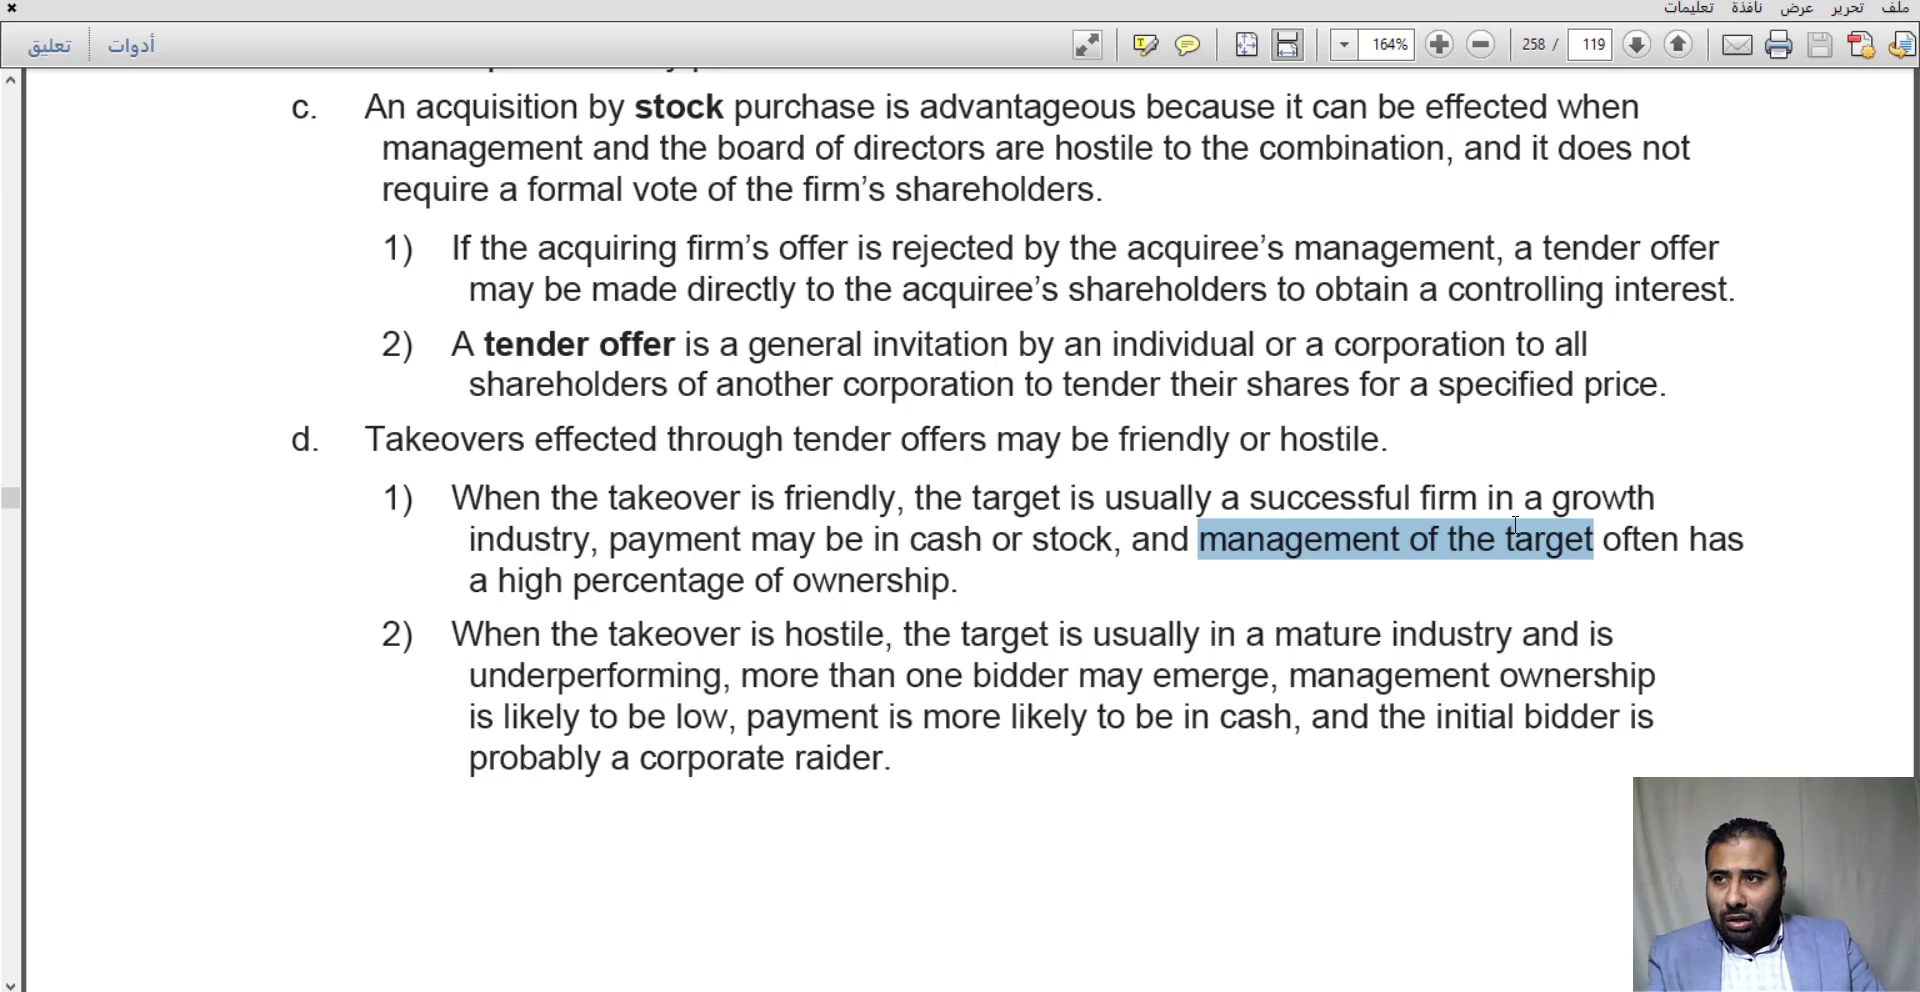 ملف تحرير عرض نافذة تعليمات
تعليق أدوات 164% 258 / 119
c. An acquisition by stock purchase is advantageous because it can be effected when
management and the board of directors are hostile to the combination, and it does not
require a formal vote of the firm’s shareholders.
1) If the acquiring firm’s offer is rejected by the acquiree’s management, a tender offer
may be made directly to the acquiree’s shareholders to obtain a controlling interest.
2) A tender offer is a general invitation by an individual or a corporation to all
shareholders of another corporation to tender their shares for a specified price.
d. Takeovers effected through tender offers may be friendly or hostile.
1) When the takeover is friendly, the target is usually a successful firm in a growth
industry, payment may be in cash or stock, and management of the target often has
a high percentage of ownership.
2) When the takeover is hostile, the target is usually in a mature industry and is
underperforming, more than one bidder may emerge, management ownership
is likely to be low, payment is more likely to be in cash, and the initial bidder is
probably a corporate raider.